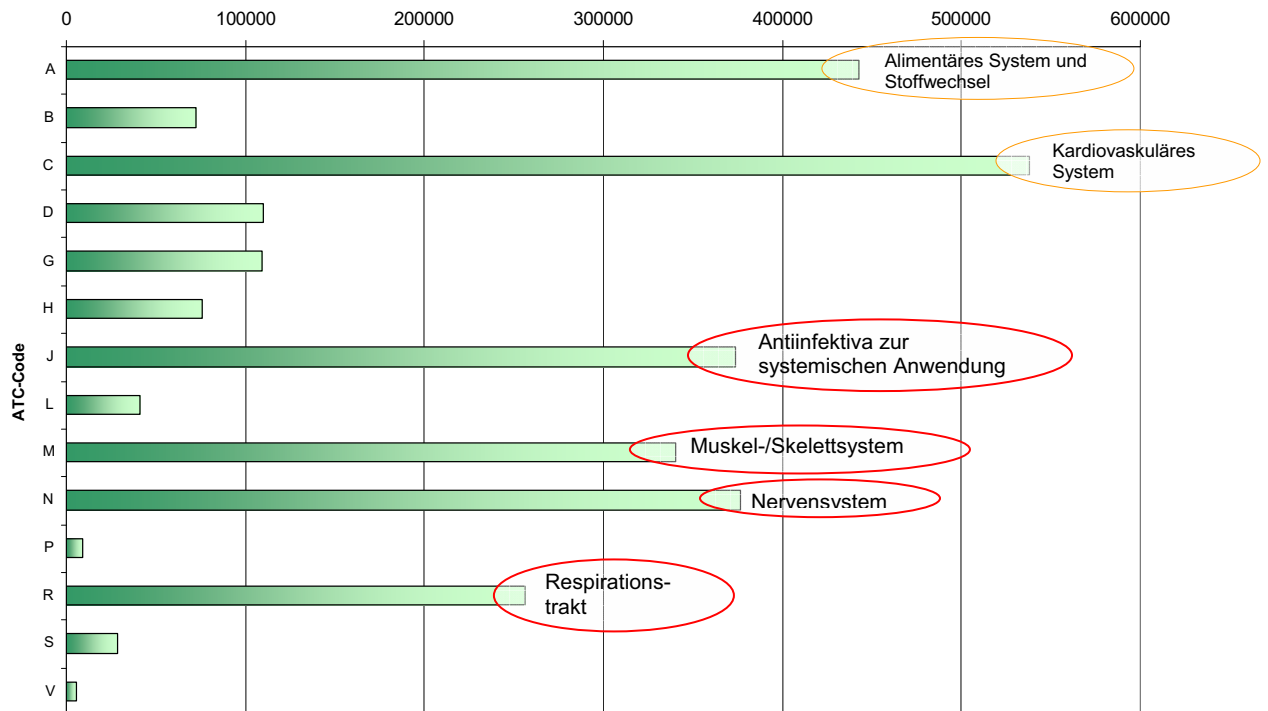 0 100000 200000 300000 400000 500000 600000
A
Alimentäres System und
Stoffwechsel
B
C
Kardiovaskuläres
System
D
G
H
ATC-Code
J
Antiinfektiva zur
systemischen Anwendung
L
M
Muskel-/Skelettsystem
N
Nervensystem
P
R
Respirations-
trakt
S
V